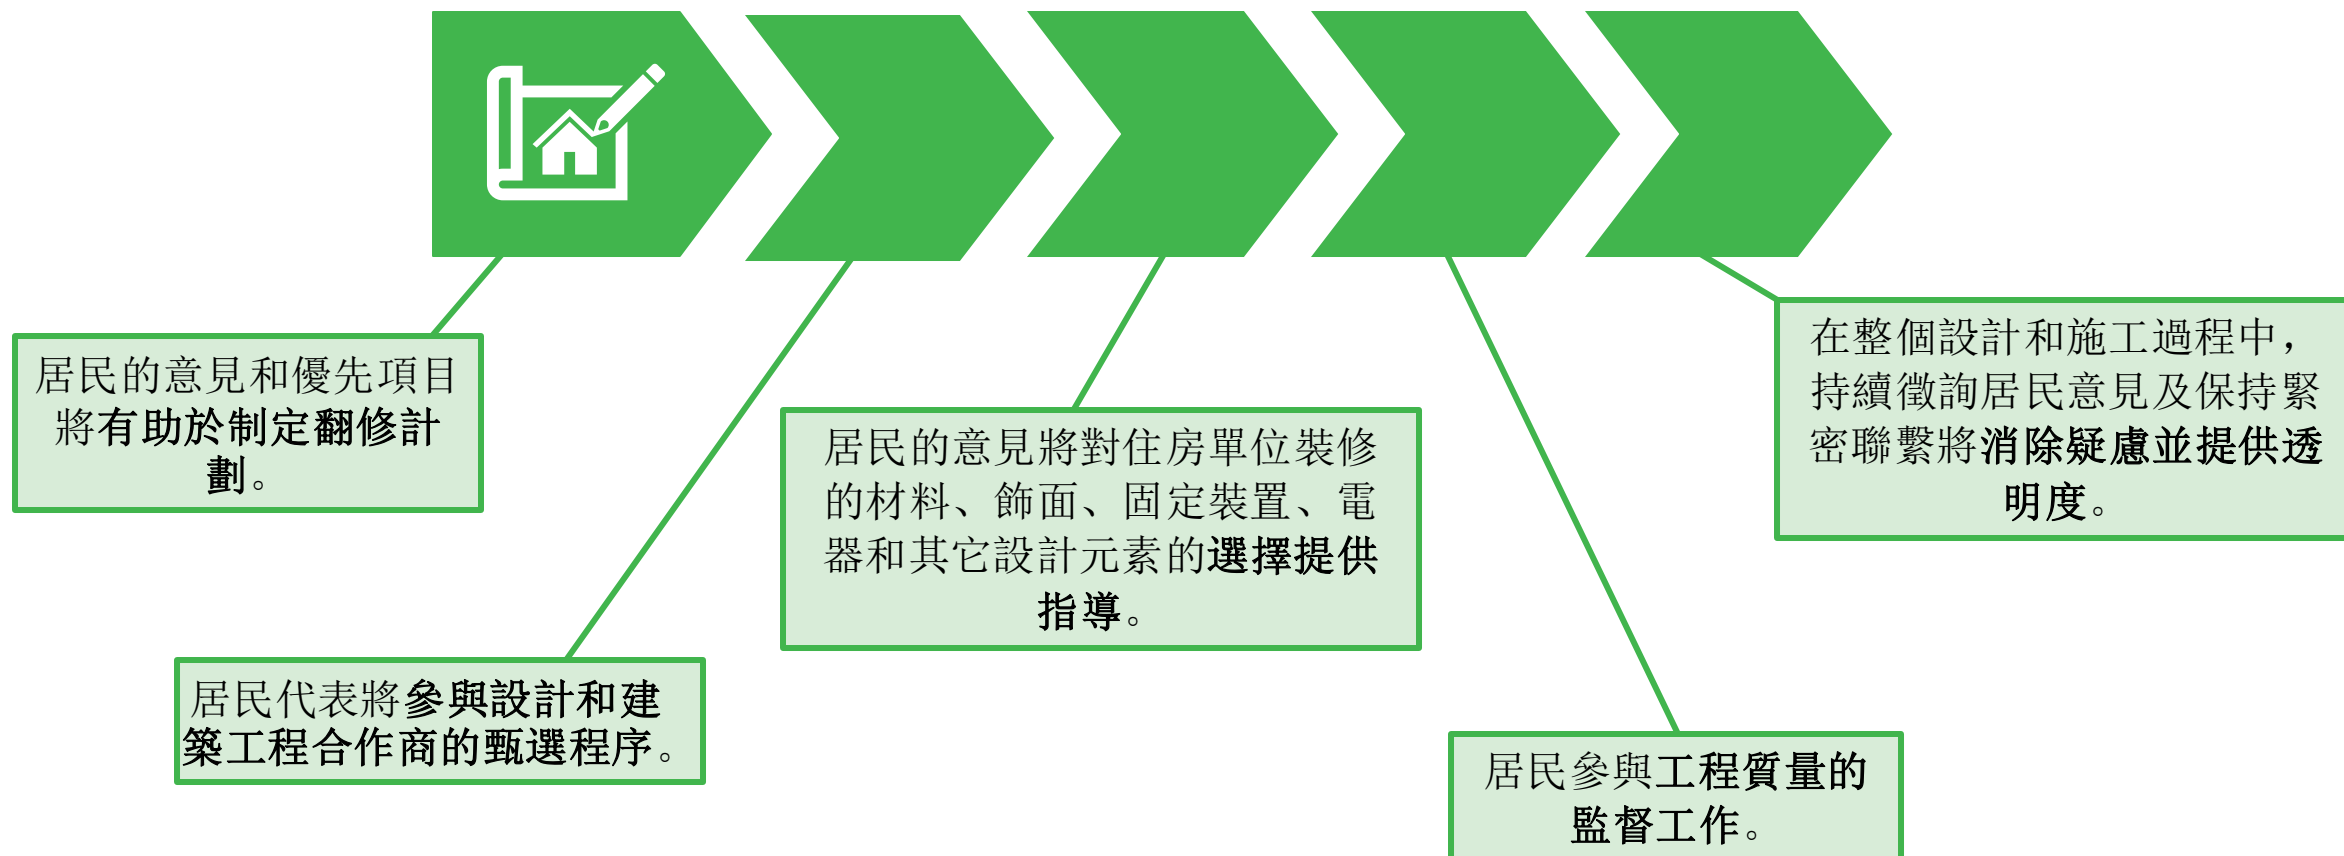 居民的意見和優先項目
將有助於制定翻修計
劃。
居民代表將參與設計和建
築工程合作商的甄選程序。
居民的意見將對住房單位裝修
的材料、飾面、固定裝置、電
器和其它設計元素的選擇提供
指導。
居民參與工程質量的
監督工作。
在整個設計和施工過程中，
持續徵詢居民意見及保持緊
密聯繫將消除疑慮並提供透
明度。